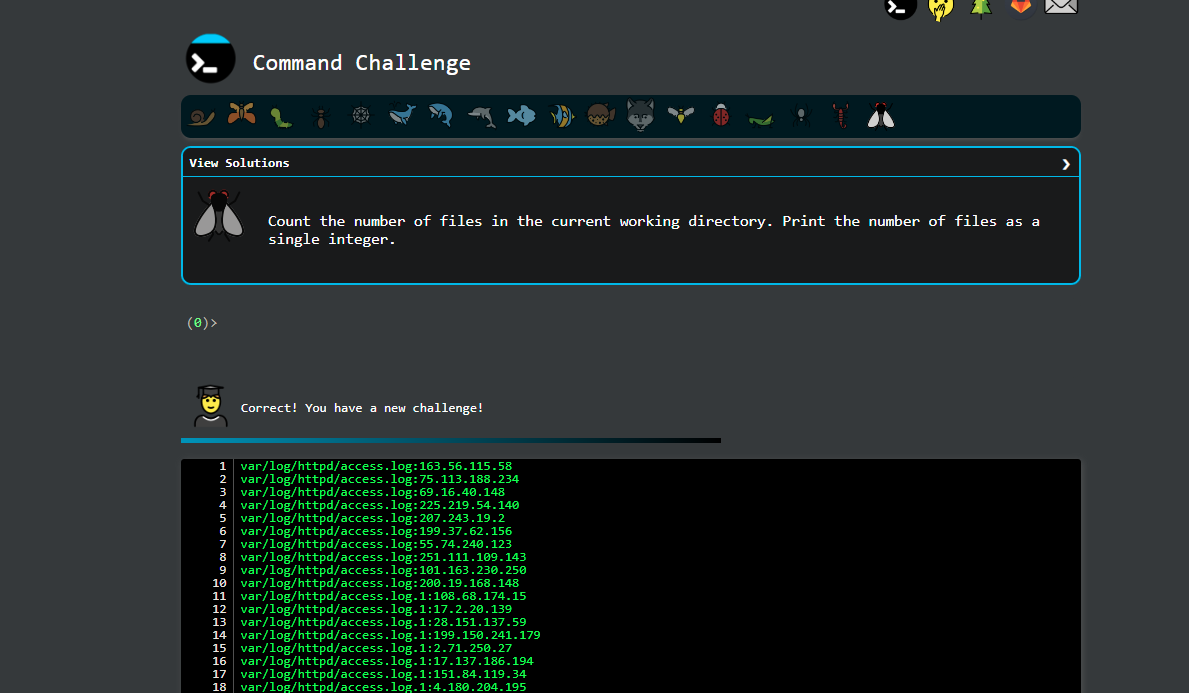 Command Challenge
View Solutions
Count the number of files in the current working directory. Print the number of files as a
single integer.
(0)>
Correct! You have a new challenge!
1 var/log/httpd/access.log:163.56.115.58
2 var/log/httpd/access.log:75.113.188.234
3 var/log/httpd/access.log:69.16.40.148
4 var/log/httpd/access.log:225.219.54.140
5 var/log/httpd/access.log:207.243.19.2
6 var/log/httpd/access.log:199.37.62.156
7 var/log/httpd/access.log:55.74.240.123
8 var/log/httpd/access.log:251.111.109.143
9 var/log/httpd/access.log:101.163.230.250
10 var/log/httpd/access.log:200.19.168.148
11 var/log/httpd/access.log.1:108.68.174.15
12 var/log/httpd/access.log.1:17.2.20.139
13 var/log/httpd/access.log.1:28.151.137.59
14 var/log/httpd/access.log.1:199.150.241.179
15 var/log/httpd/access.log.1:2.71.250.27
16 var/log/httpd/access.log.1:17.137.186.194
17 var/log/httpd/access.log.1:151.84.119.34
18 var/log/httpd/access.log.1:4.180.204.195